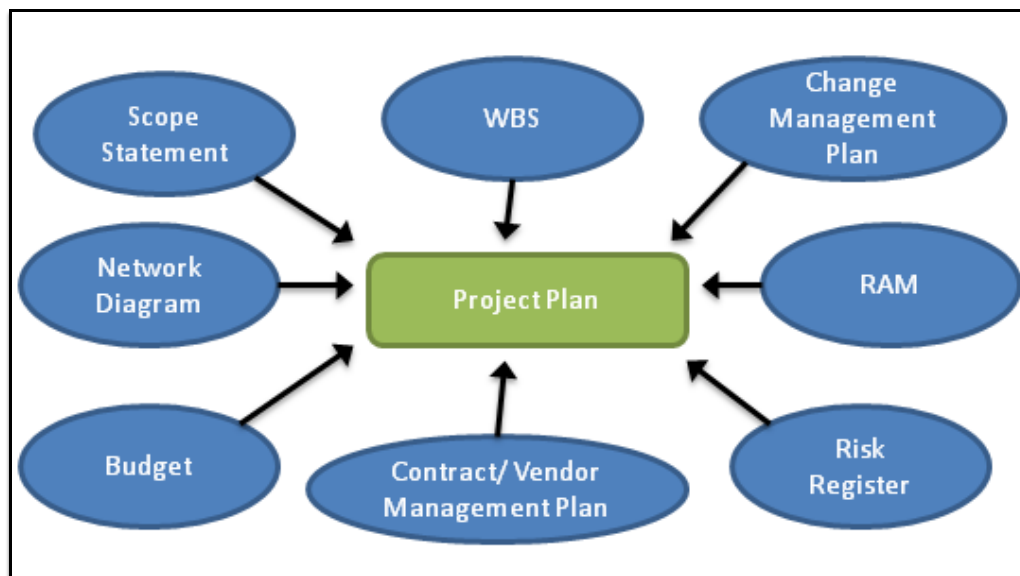 Scope
Statement
WBS
Change
Management
Plan
Network
Diagram
Project Plan
RAM
Budget
Contract/ Vendor
Management Plan
Risk
Register